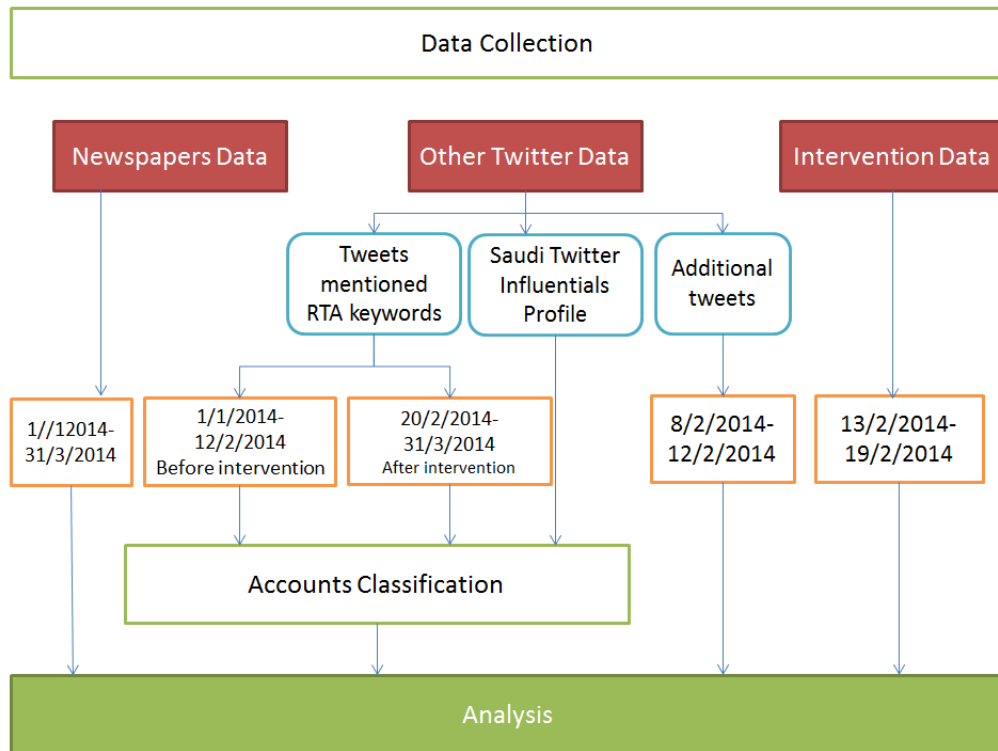 Data Collection
Newspapers Data
Other Twitter Data
Intervention Data
Tweets
mentioned
RTA keywords
Saudi Twitter
Influentials
Profile
Additional
tweets
1//12014-
31/3/2014
1/1/2014-
12/2/2014
Before intervention
20/2/2014-
31/3/2014
After intervention
8/2/2014-
12/2/2014
13/2/2014-
19/2/2014
Accounts Classification
Analysis